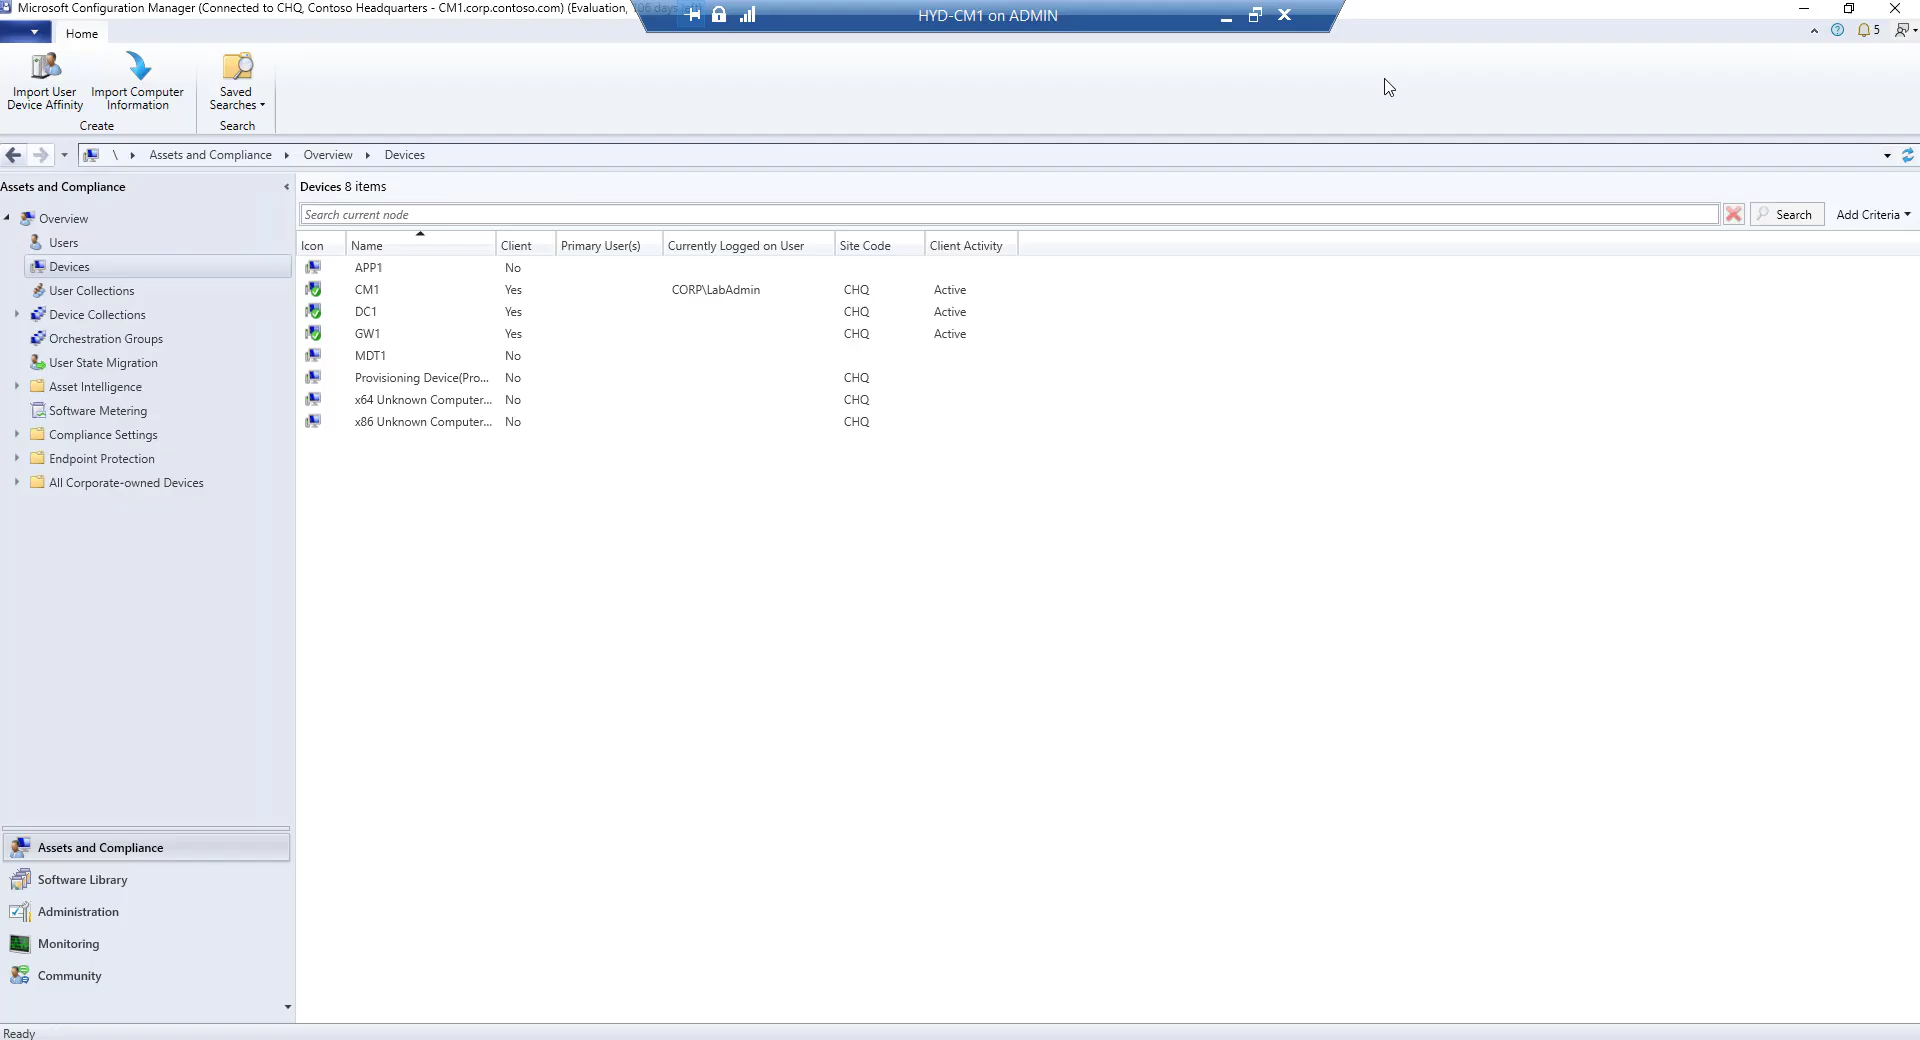 Microsoft Configuration Manager (Connected to CHQ, Contoso Headquarters - CM1.corp.contoso.com) (Evaluation, 106 days
HYD-CM1 on ADMIN
Home
5
Import User Device Affinity
Import Computer Information
Saved Searches
Create
Search
\ Assets and Compliance Overview Devices
Assets and Compliance
Overview
Users
Devices
User Collections
Device Collections
Orchestration Groups
User State Migration
Asset Intelligence
Software Metering
Compliance Settings
Endpoint Protection
All Corporate-owned Devices
Assets and Compliance
Software Library
Administration
Monitoring
Community
Devices 8 items
Search current node
Search
Add Criteria
Icon Name Client Primary User(s) Currently Logged on User Site Code Client Activity
APP1 No
CM1 Yes CORP\LabAdmin CHQ Active
DC1 Yes CHQ Active
GW1 Yes CHQ Active
MDT1 No
Provisioning Device(Pro... No CHQ
x64 Unknown Computer... No CHQ
x86 Unknown Computer... No CHQ
Ready